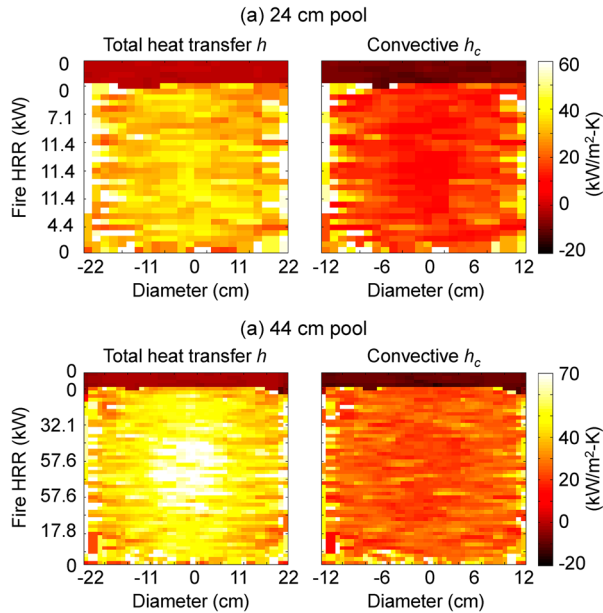 (a) 24 cm pool
Total heat transfer h
Convective hc
Fire HRR (kW)
0
0
7.1
11.4
11.4
4.4
0
-22 -11 0 11 22
Diameter (cm)
-12 -6 0 6 12
Diameter (cm)
60
40
20
0
-20
(kW/m²-K)
(a) 44 cm pool
Total heat transfer h
Convective hc
Fire HRR (kW)
0
0
32.1
57.6
57.6
17.8
0
-22 -11 0 11 22
Diameter (cm)
-12 -6 0 6 12
Diameter (cm)
70
60
40
20
0
-20
(kW/m²-K)